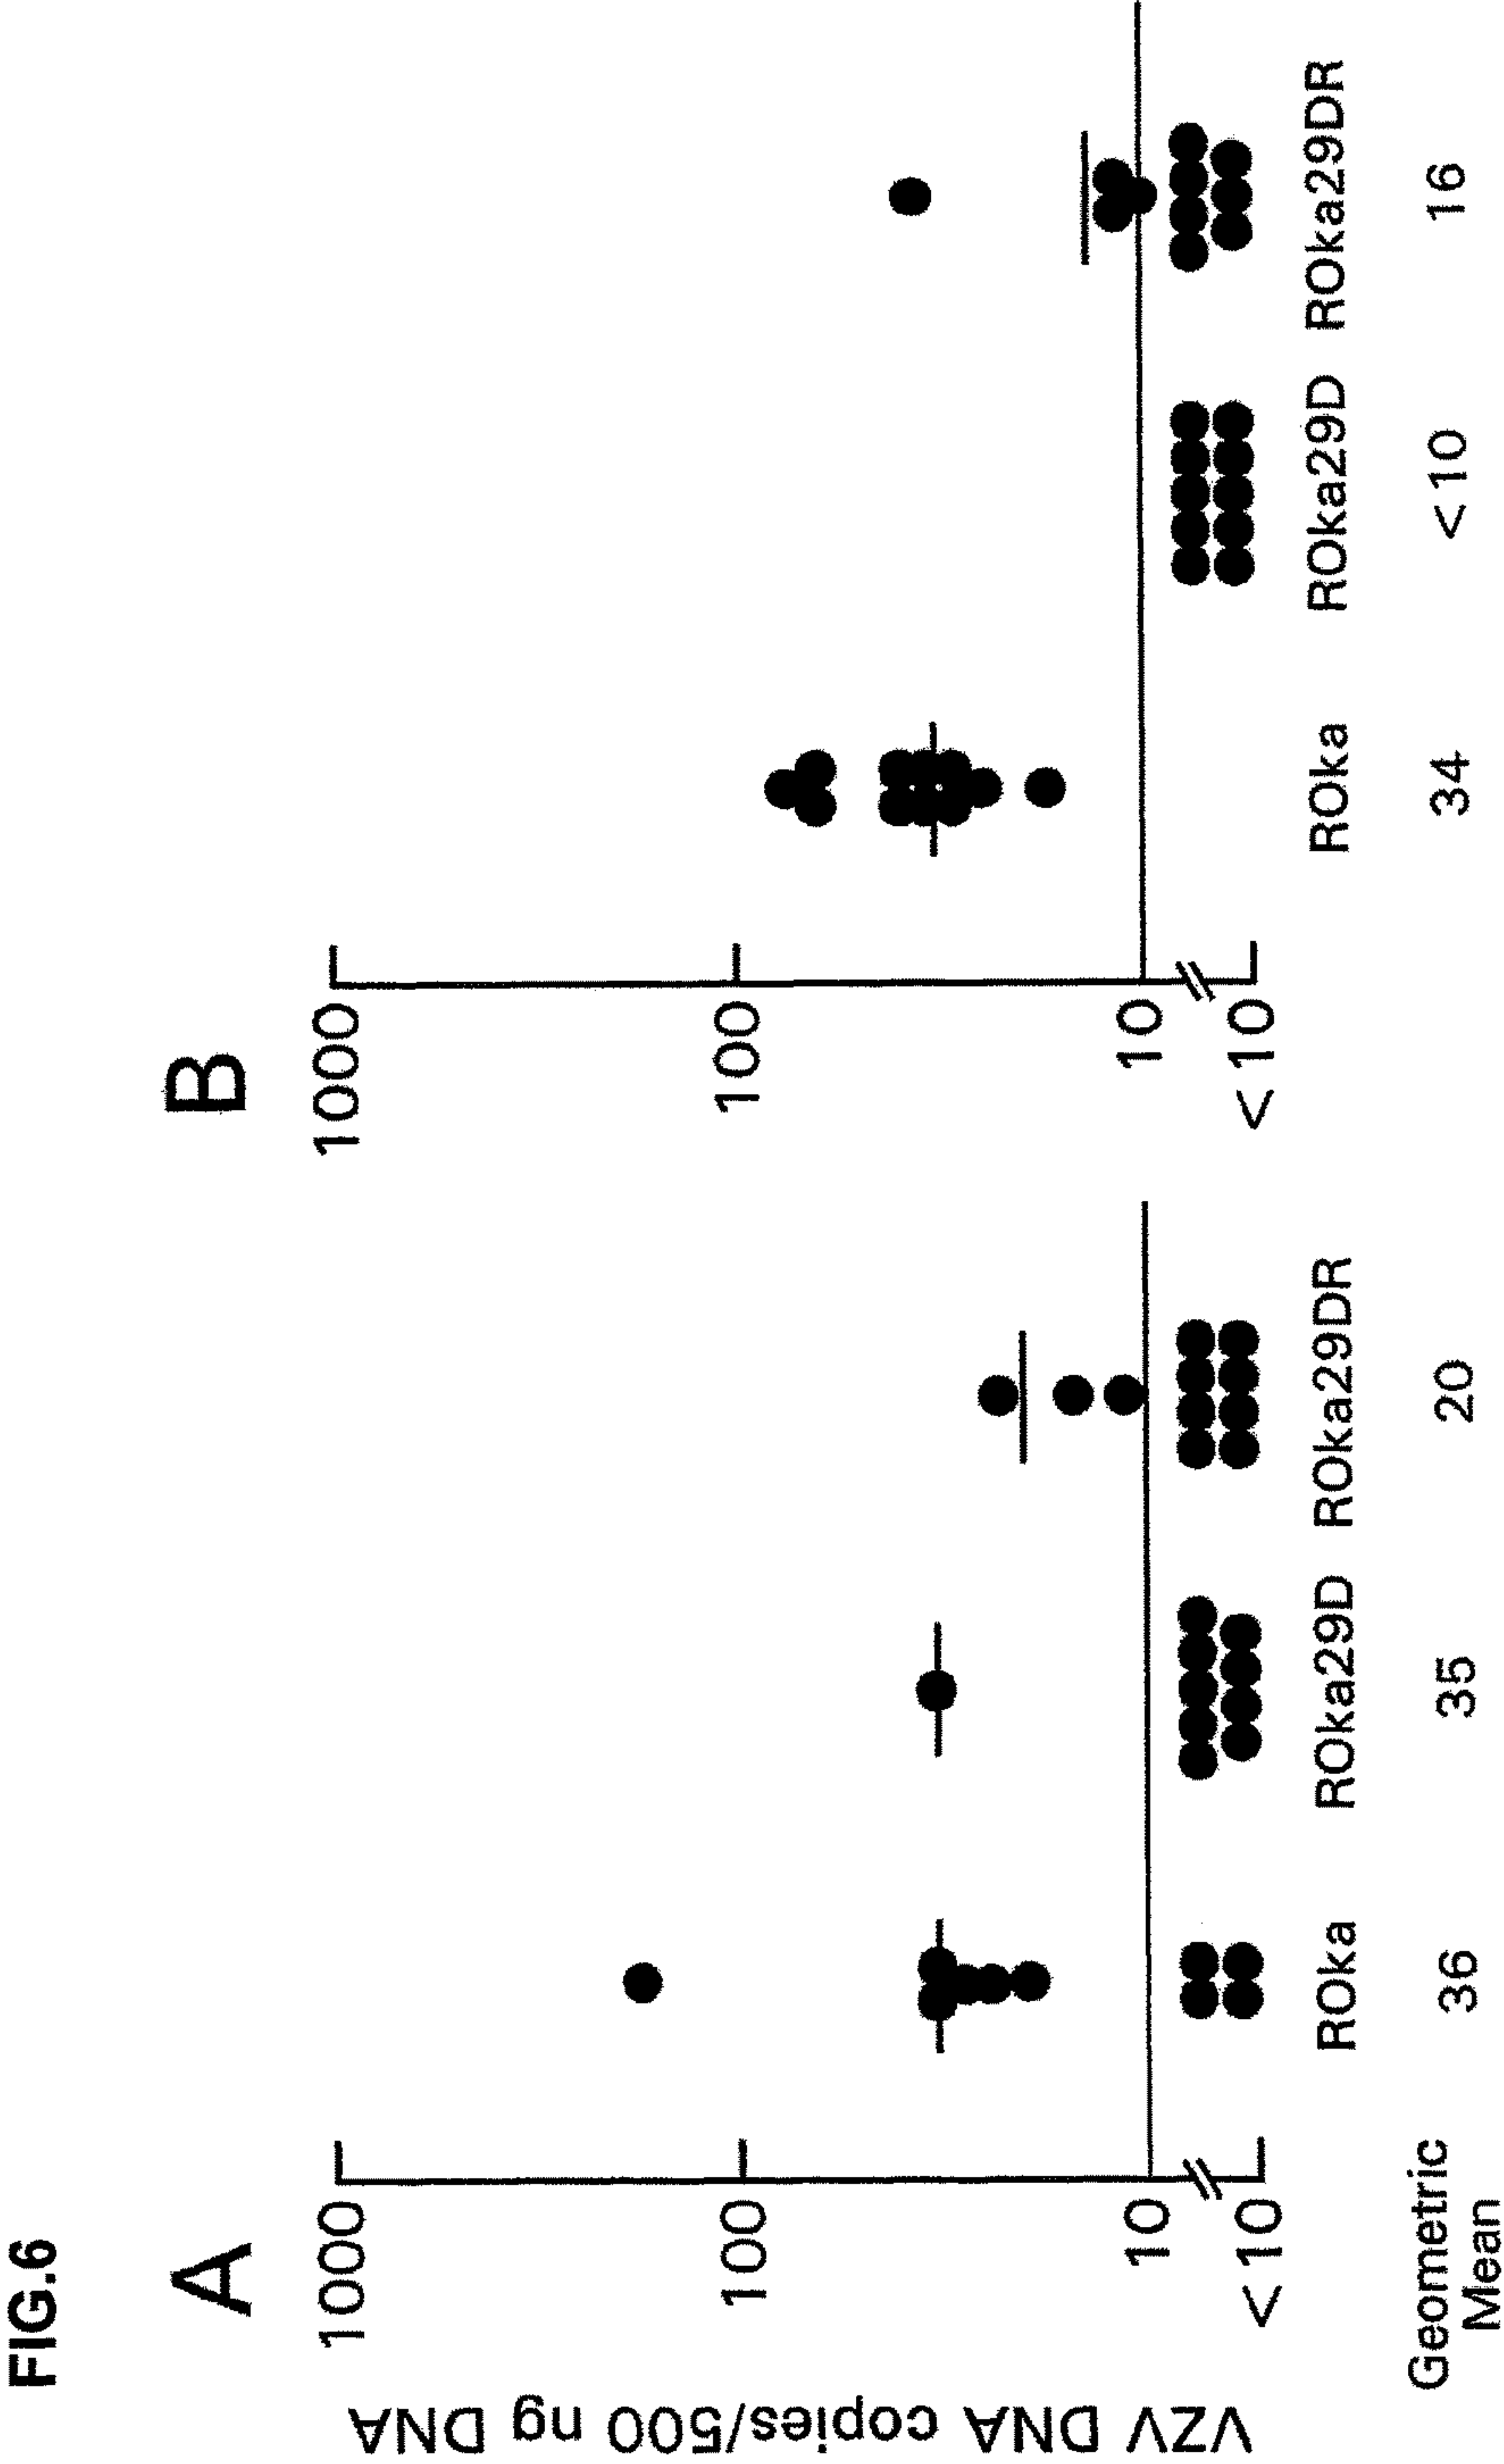 FIG.6
A
B
VZV DNA copies/500 ng DNA
1000
100
10
<10
1000
100
10
<10
ROka ROka29D ROka29DR
ROka ROka29D ROka29DR
Geometric
Mean
36 35 20
34 <10 16